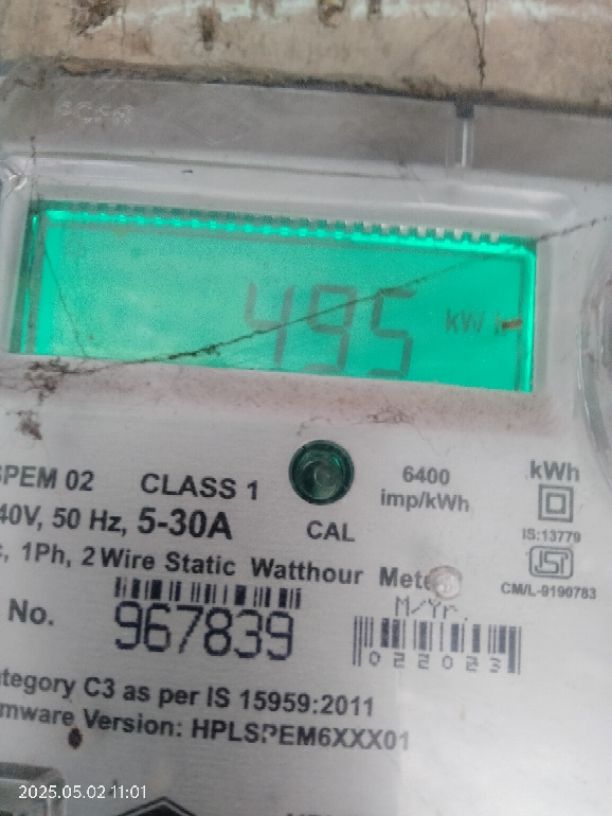 495 kWh
SPEM 02 CLASS 1
6400
imp/kWh
kWh
40V, 50 Hz, 5-30A
CAL
IS:13779
, 1Ph, 2 Wire Static Watthour Meter
CM/L-9190783
M/Yr.
No. 967839
022023
tegory C3 as per IS 15959:2011
mware Version: HPLSPEM6XXX01
2025.05.02 11:01